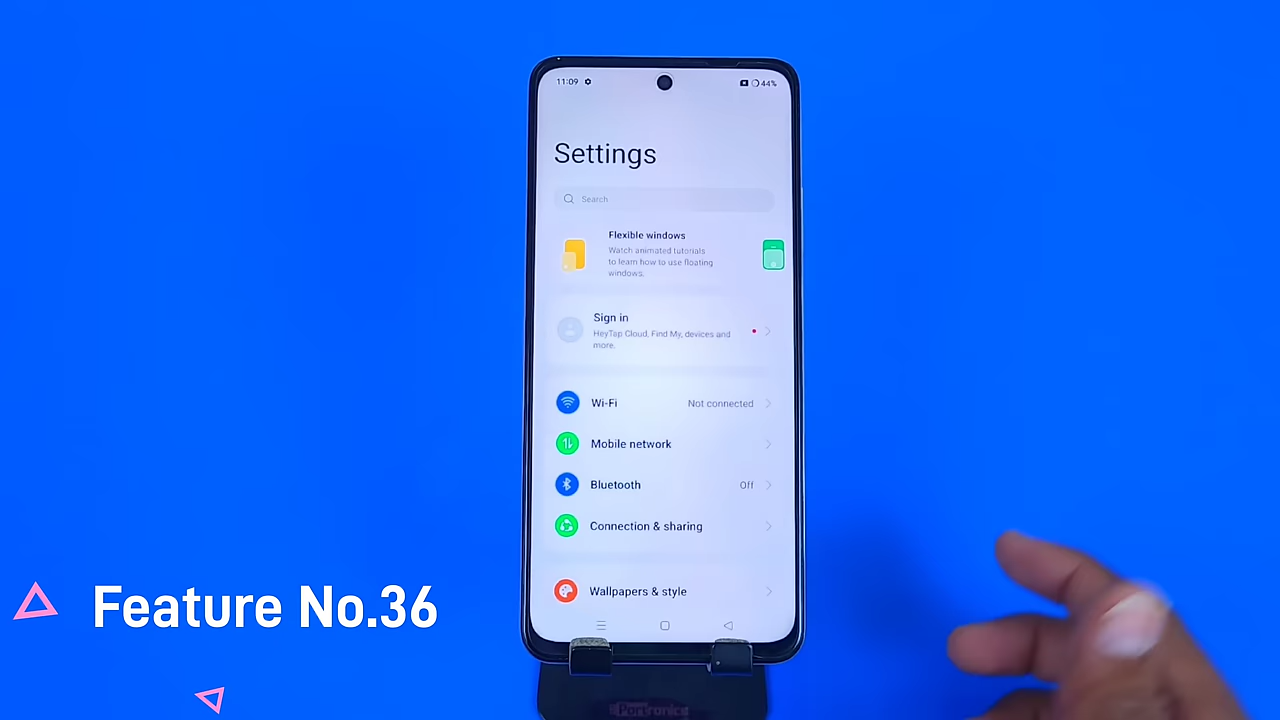 11:09
44%
Settings
Search
Flexible windows
Watch animated tutorials
to learn how to use floating
windows.
Sign in
HeyTap Cloud, Find My, devices and
more.
Wi-Fi
Not connected
Mobile network
Bluetooth
Off
Connection & sharing
Wallpapers & style
Feature No.36
Portronics